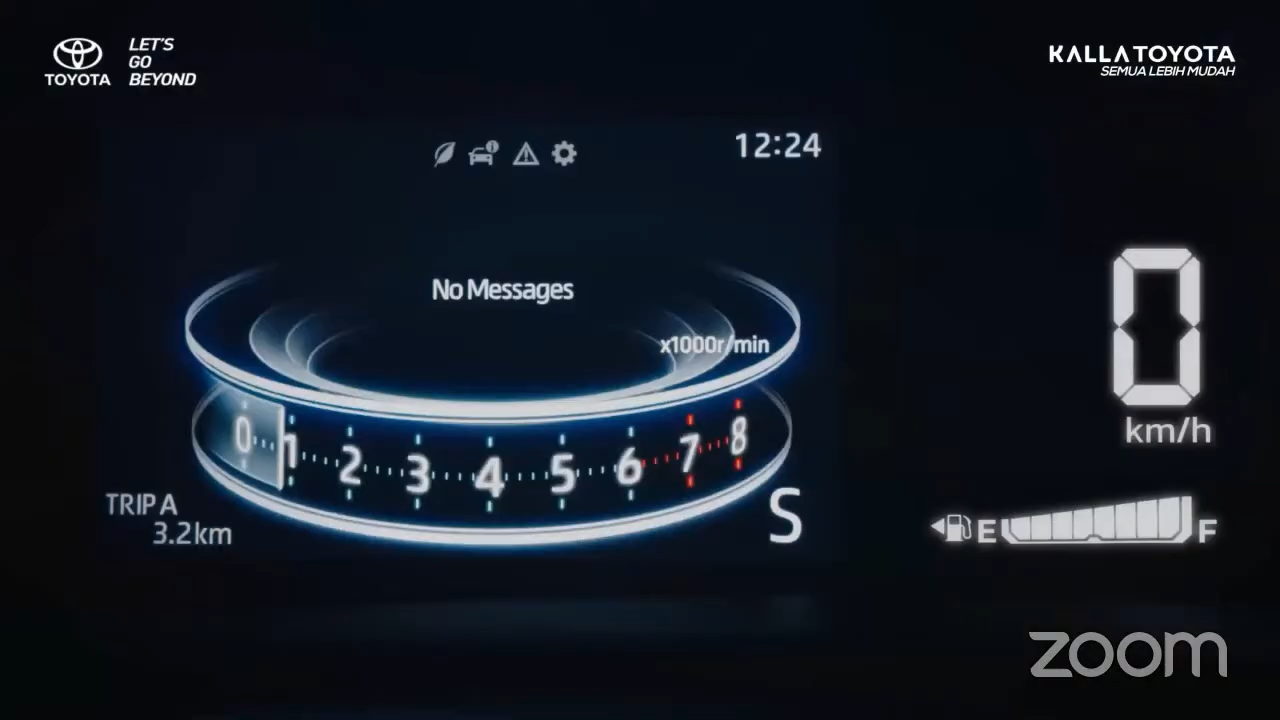 TOYOTA
LET'S
GO
BEYOND
KALLA TOYOTA
SEMUA LEBIH MUDAH
12:24
No Messages
x1000r/min
0 1 2 3 4 5 6 7 8
TRIP A
3.2km
S
0
km/h
E F
zoom